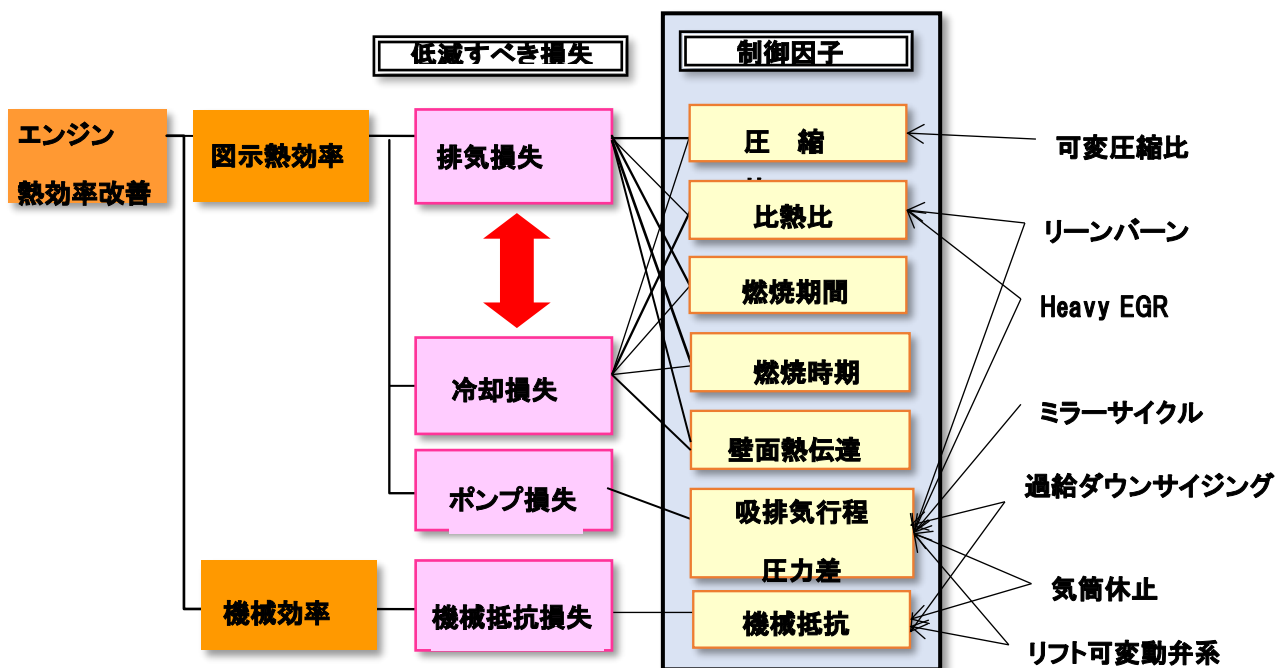 低減すべき損失
制御因子
エンジン
熱効率改善
図示熱効率
排気損失
圧　縮
可変圧縮比
比熱比
リーンバーン
燃焼期間
Heavy EGR
冷却損失
燃焼時期
ミラーサイクル
壁面熱伝達
ポンプ損失
過給ダウンサイジング
吸排気行程
圧力差
気筒休止
機械効率
機械抵抗損失
機械抵抗
リフト可変動弁系